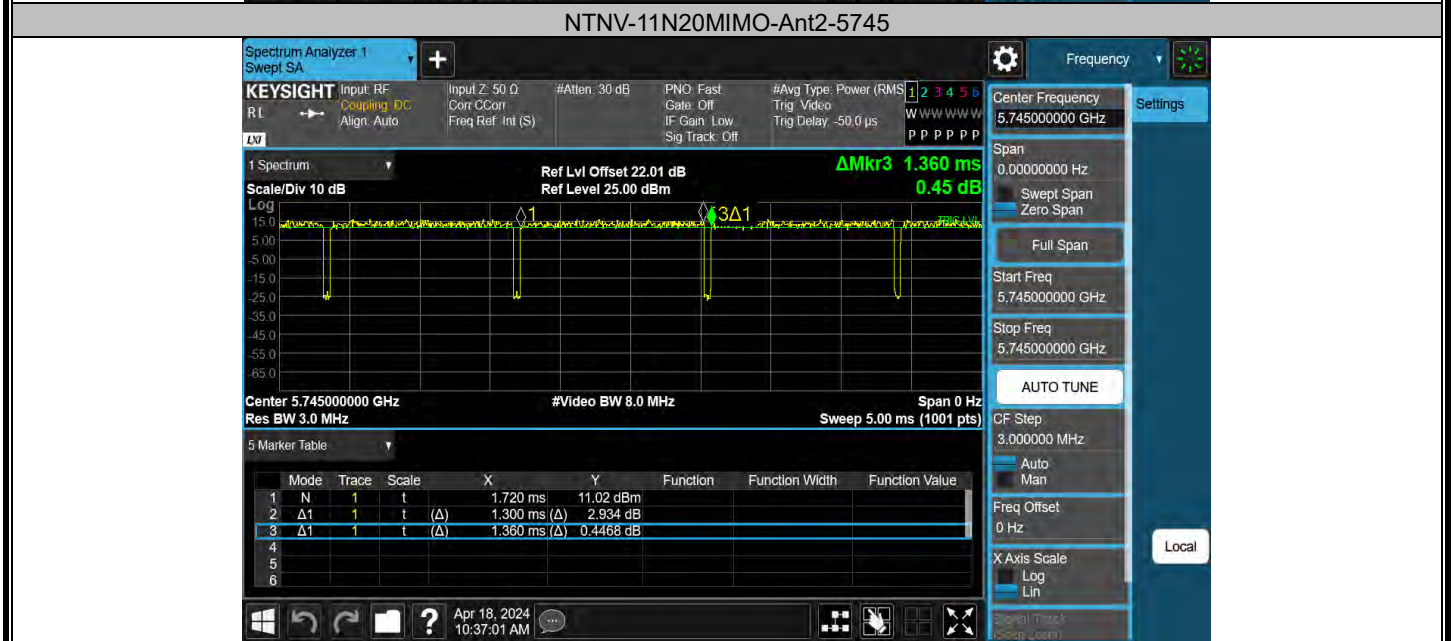 NTNV-11N20MIMO-Ant2-5745
Spectrum Analyzer 1
Swept SA
+
Frequency
KEYSIGHT
RL
LXI
Input: RF
Coupling: DC
Align: Auto
Input Z: 50 Ω
Corr CCorr
Freq Ref: Int (S)
#Atten: 30 dB
PNO: Fast
Gate: Off
IF Gain: Low
Sig Track: Off
#Avg Type: Power (RMS
Trig: Video
Trig Delay: -50.0 µs
1 2 3 4 5 6
W W W W W W
P P P P P P
1 Spectrum
Scale/Div 10 dB
Ref Lvl Offset 22.01 dB
Ref Level 25.00 dBm
ΔMkr3 1.360 ms
0.45 dB
Log
15.0
5.00
-5.00
-15.0
-25.0
-35.0
-45.0
-55.0
-65.0
1
3Δ1
TRIG LVL
Center 5.745000000 GHz
#Video BW 8.0 MHz
Span 0 Hz
Res BW 3.0 MHz
Sweep 5.00 ms (1001 pts)
5 Marker Table
Mode Trace Scale X Y Function Function Width Function Value
1 N 1 t 1.720 ms 11.02 dBm
2 Δ1 1 t (Δ) 1.300 ms (Δ) 2.934 dB
3 Δ1 1 t (Δ) 1.360 ms (Δ) 0.4468 dB
4
5
6
Center Frequency
5.745000000 GHz
Settings
Span
0.00000000 Hz
Swept Span
Zero Span
Full Span
Start Freq
5.745000000 GHz
Stop Freq
5.745000000 GHz
AUTO TUNE
CF Step
3.000000 MHz
Auto
Man
Freq Offset
0 Hz
X Axis Scale
Log
Lin
Signal Track
(Span Zoom)
Local
?
Apr 18, 2024
10:37:01 AM